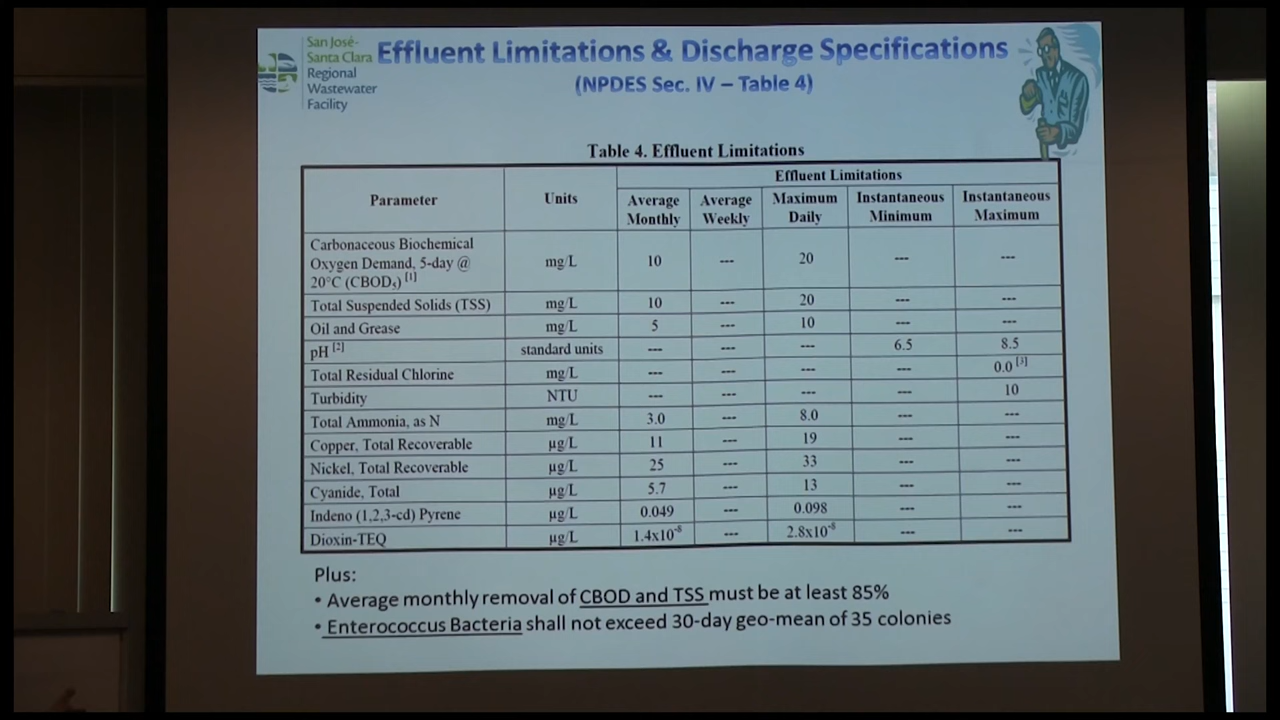 San José-
Santa Clara
Regional
Wastewater
Facility
Effluent Limitations & Discharge Specifications
(NPDES Sec. IV – Table 4)
Table 4. Effluent Limitations
Parameter Units Effluent Limitations
Average Monthly Average Weekly Maximum Daily Instantaneous Minimum Instantaneous Maximum
Carbonaceous Biochemical
Oxygen Demand, 5-day @
20°C (CBOD₅) [1] mg/L 10 --- 20 --- ---
Total Suspended Solids (TSS) mg/L 10 --- 20 --- ---
Oil and Grease mg/L 5 --- 10 --- ---
pH [2] standard units --- --- --- 6.5 8.5
Total Residual Chlorine mg/L --- --- --- --- 0.0 [3]
Turbidity NTU --- --- --- --- 10
Total Ammonia, as N mg/L 3.0 --- 8.0 --- ---
Copper, Total Recoverable µg/L 11 --- 19 --- ---
Nickel, Total Recoverable µg/L 25 --- 33 --- ---
Cyanide, Total µg/L 5.7 --- 13 --- ---
Indeno (1,2,3-cd) Pyrene µg/L 0.049 --- 0.098 --- ---
Dioxin-TEQ µg/L 1.4x10⁻⁸ --- 2.8x10⁻⁸ --- ---
Plus:
• Average monthly removal of CBOD and TSS must be at least 85%
• Enterococcus Bacteria shall not exceed 30-day geo-mean of 35 colonies